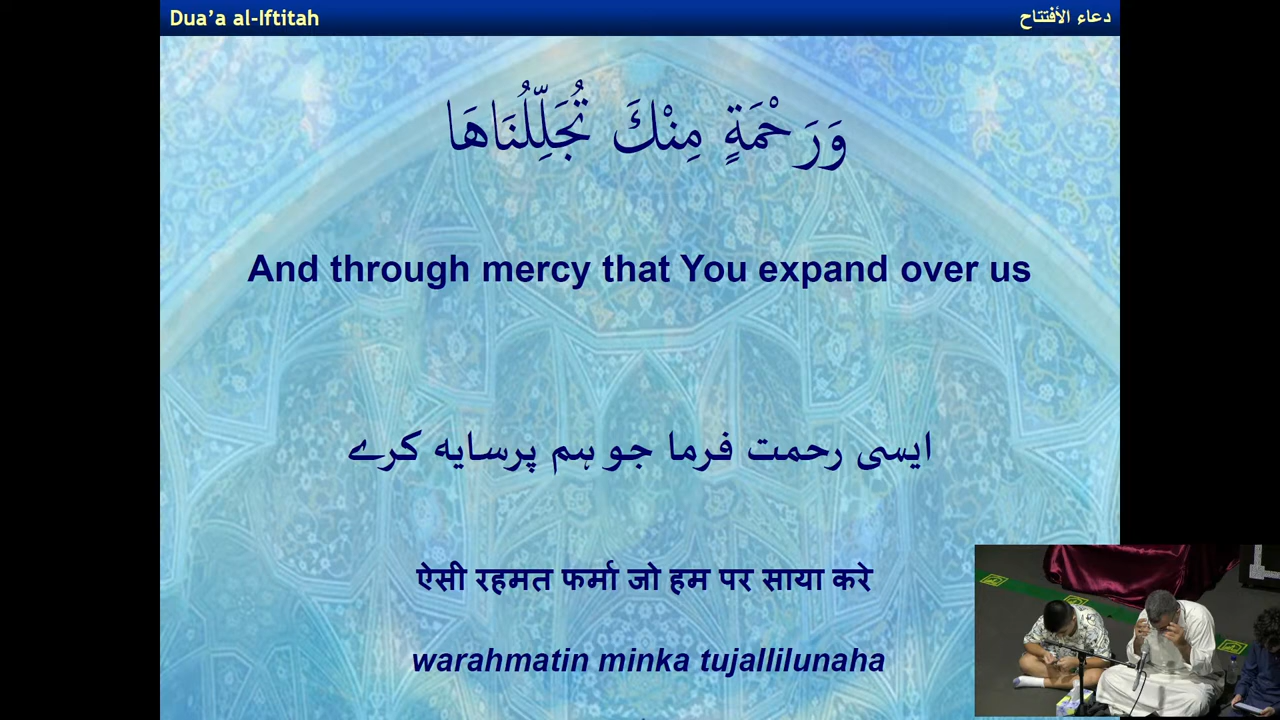 Dua’a al-Iftitah
دعاء الأفتتاح
وَرَحْمَةٍ مِنْكَ تُجَلِّلُنَاهَا
And through mercy that You expand over us
ایسی رحمت فرما جو ہم پرسایہ کرے
ऐसी रहमत फर्मा जो हम पर साया करे
warahmatin minka tujallilunaha